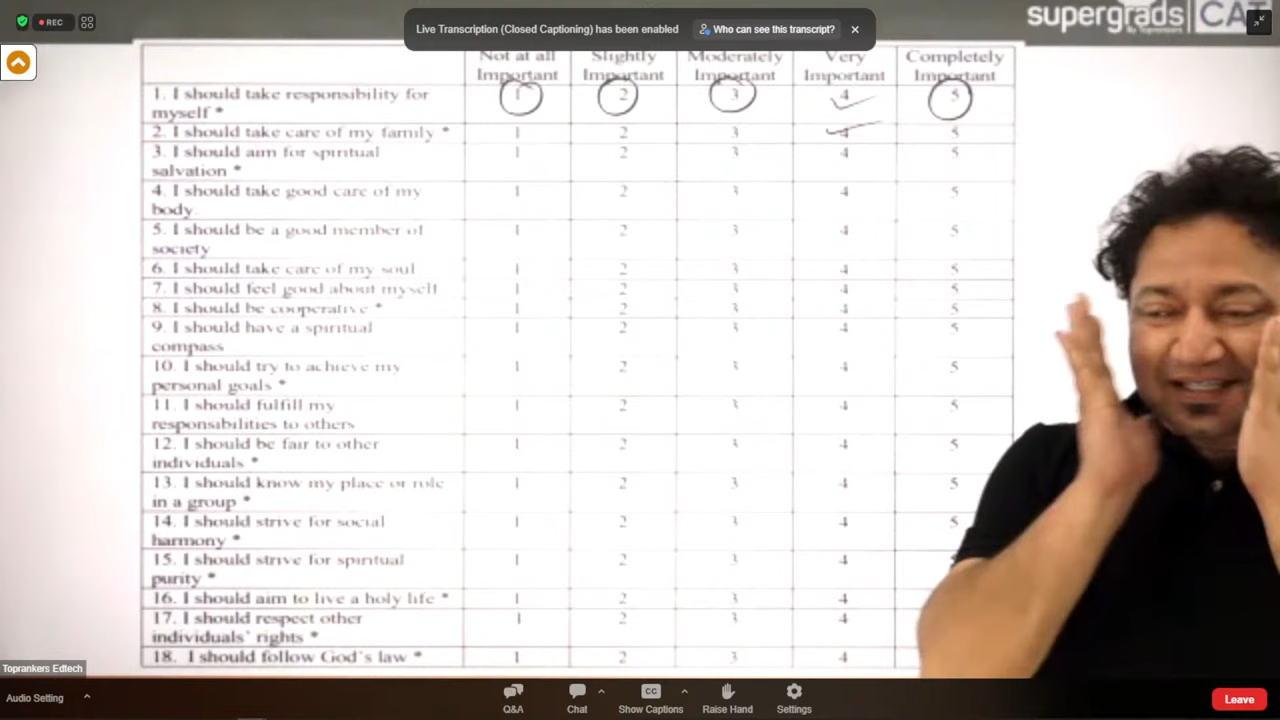 REC
Live Transcription (Closed Captioning) has been enabled Who can see this transcript?
supergrads CAT
By Toprankers
Not at all Important Slightly Important Moderately Important Very Important Completely Important
1. I should take responsibility for myself * 1 2 3 4 5
2. I should take care of my family * 1 2 3 4 5
3. I should aim for spiritual salvation * 1 2 3 4 5
4. I should take good care of my body. 1 2 3 4 5
5. I should be a good member of society 1 2 3 4 5
6. I should take care of my soul 1 2 3 4 5
7. I should feel good about myself 1 2 3 4 5
8. I should be cooperative * 1 2 3 4 5
9. I should have a spiritual compass 1 2 3 4 5
10. I should try to achieve my personal goals * 1 2 3 4 5
11. I should fulfill my responsibilities to others 1 2 3 4 5
12. I should be fair to other individuals * 1 2 3 4 5
13. I should know my place or role in a group * 1 2 3 4 5
14. I should strive for social harmony * 1 2 3 4 5
15. I should strive for spiritual purity * 1 2 3 4
16. I should aim to live a holy life * 1 2 3 4
17. I should respect other individuals' rights * 1 2 3 4
18. I should follow God's law * 1 2 3 4
Toprankers Edtech
Audio Setting Q&A Chat Show Captions Raise Hand Settings Leave